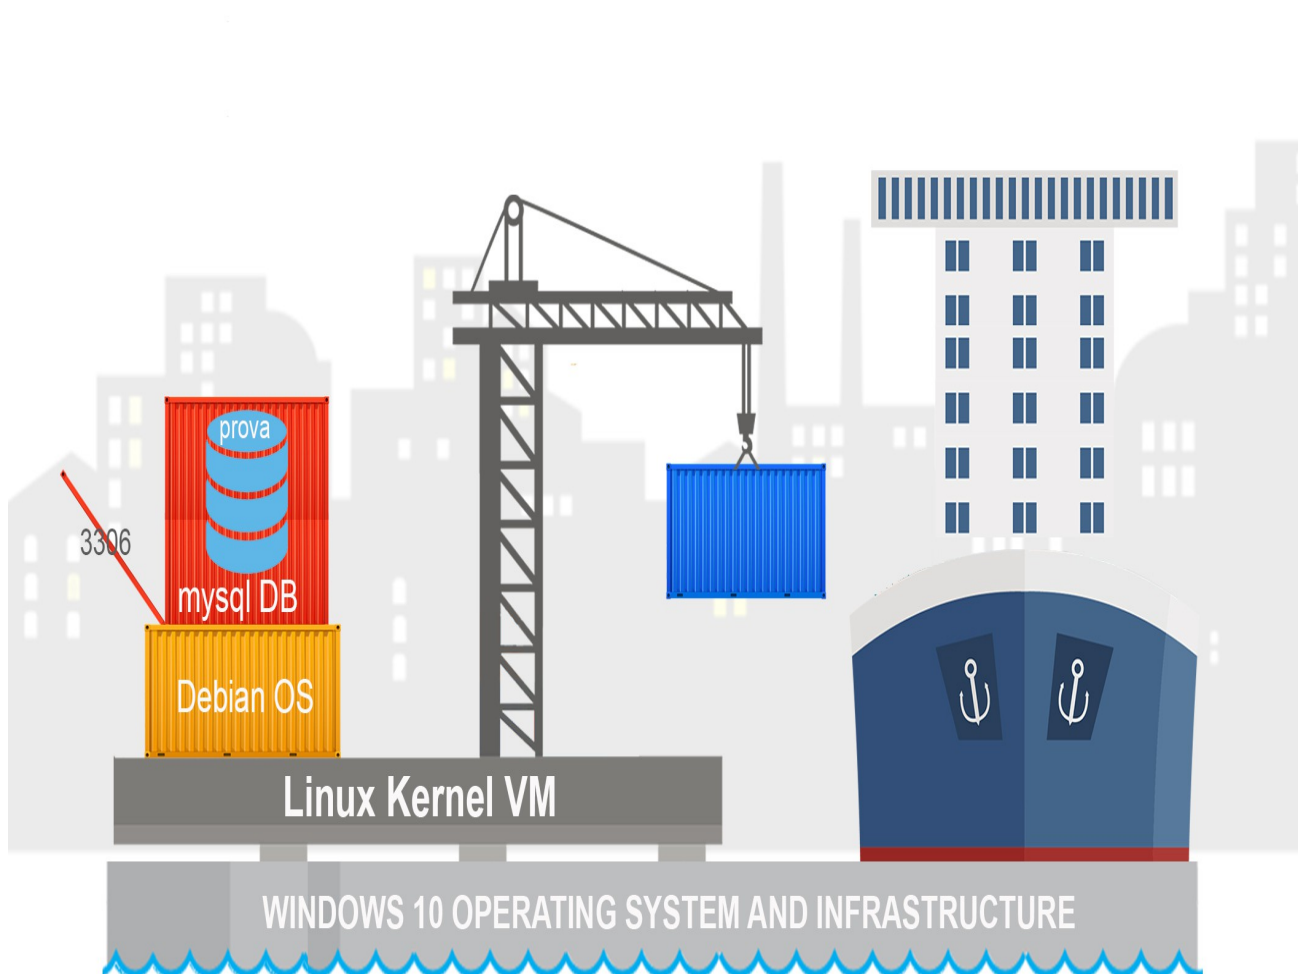 prova
3306
mysql DB
Debian OS
Linux Kernel VM
WINDOWS 10 OPERATING SYSTEM AND INFRASTRUCTURE